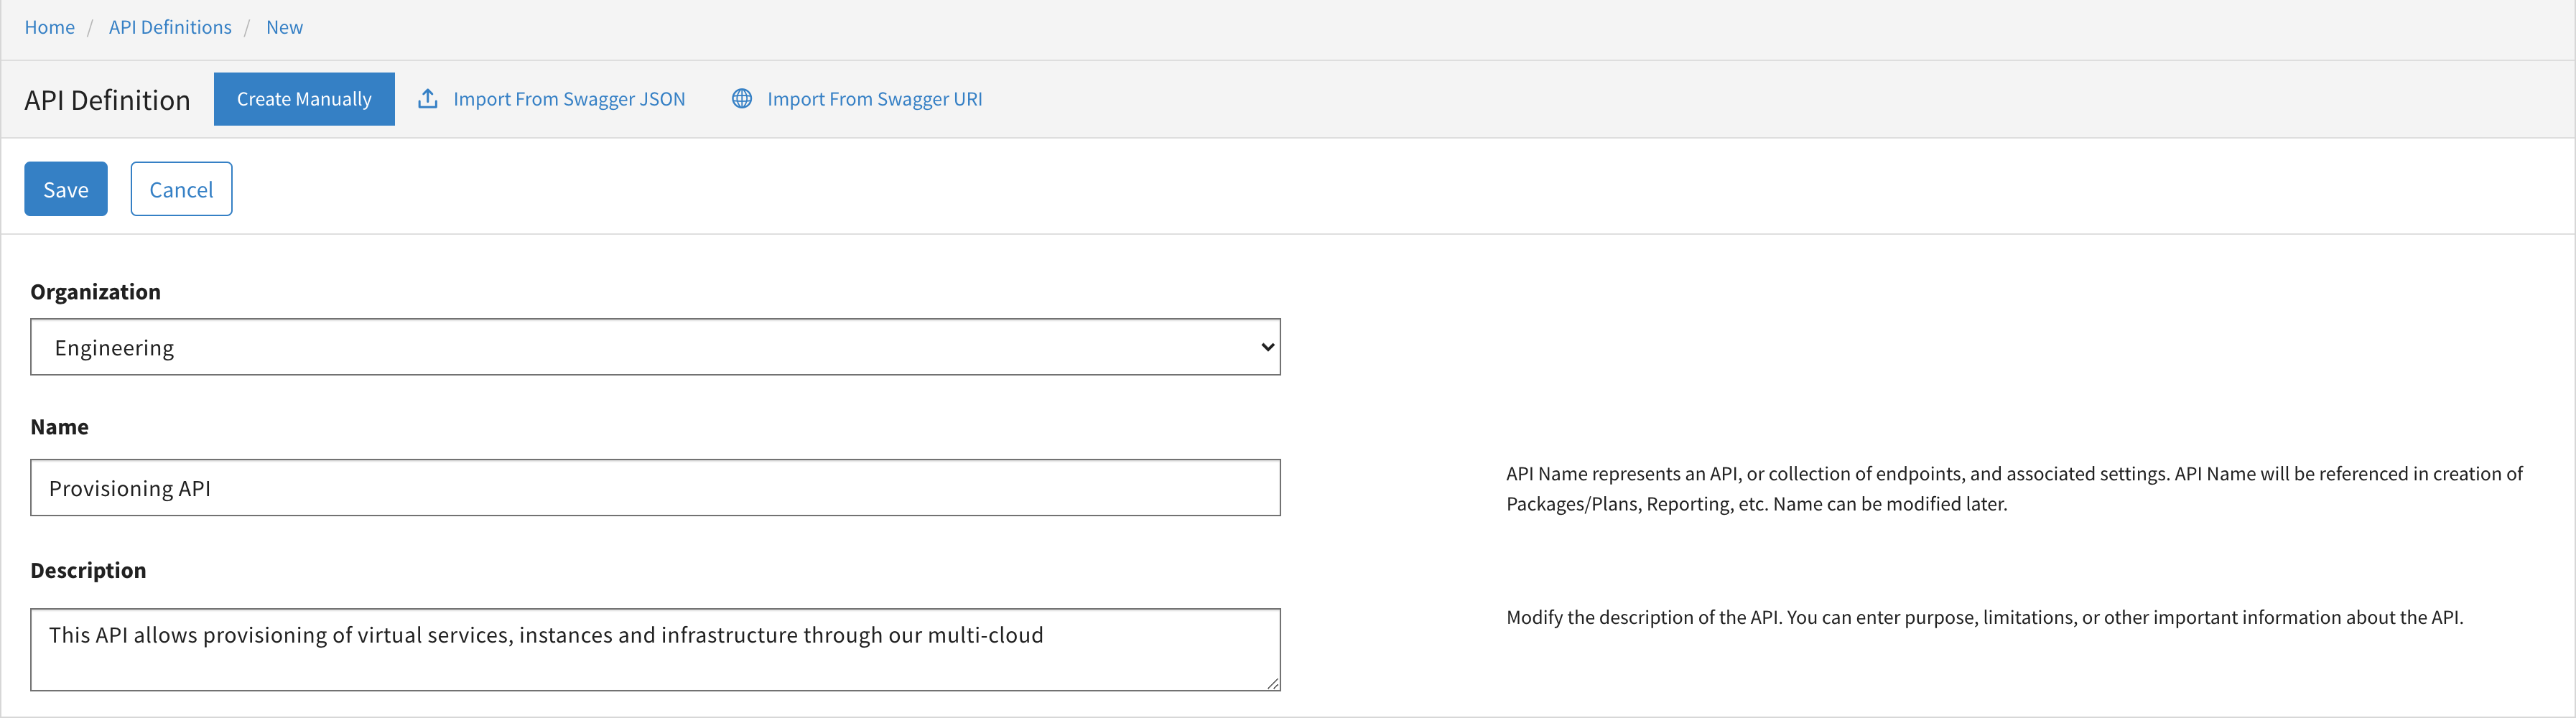 Home / API Definitions / New
API Definition Create Manually Import From Swagger JSON Import From Swagger URI
Save Cancel
Organization
Engineering
Name
Provisioning API
API Name represents an API, or collection of endpoints, and associated settings. API Name will be referenced in creation of
Packages/Plans, Reporting, etc. Name can be modified later.
Description
This API allows provisioning of virtual services, instances and infrastructure through our multi-cloud
Modify the description of the API. You can enter purpose, limitations, or other important information about the API.